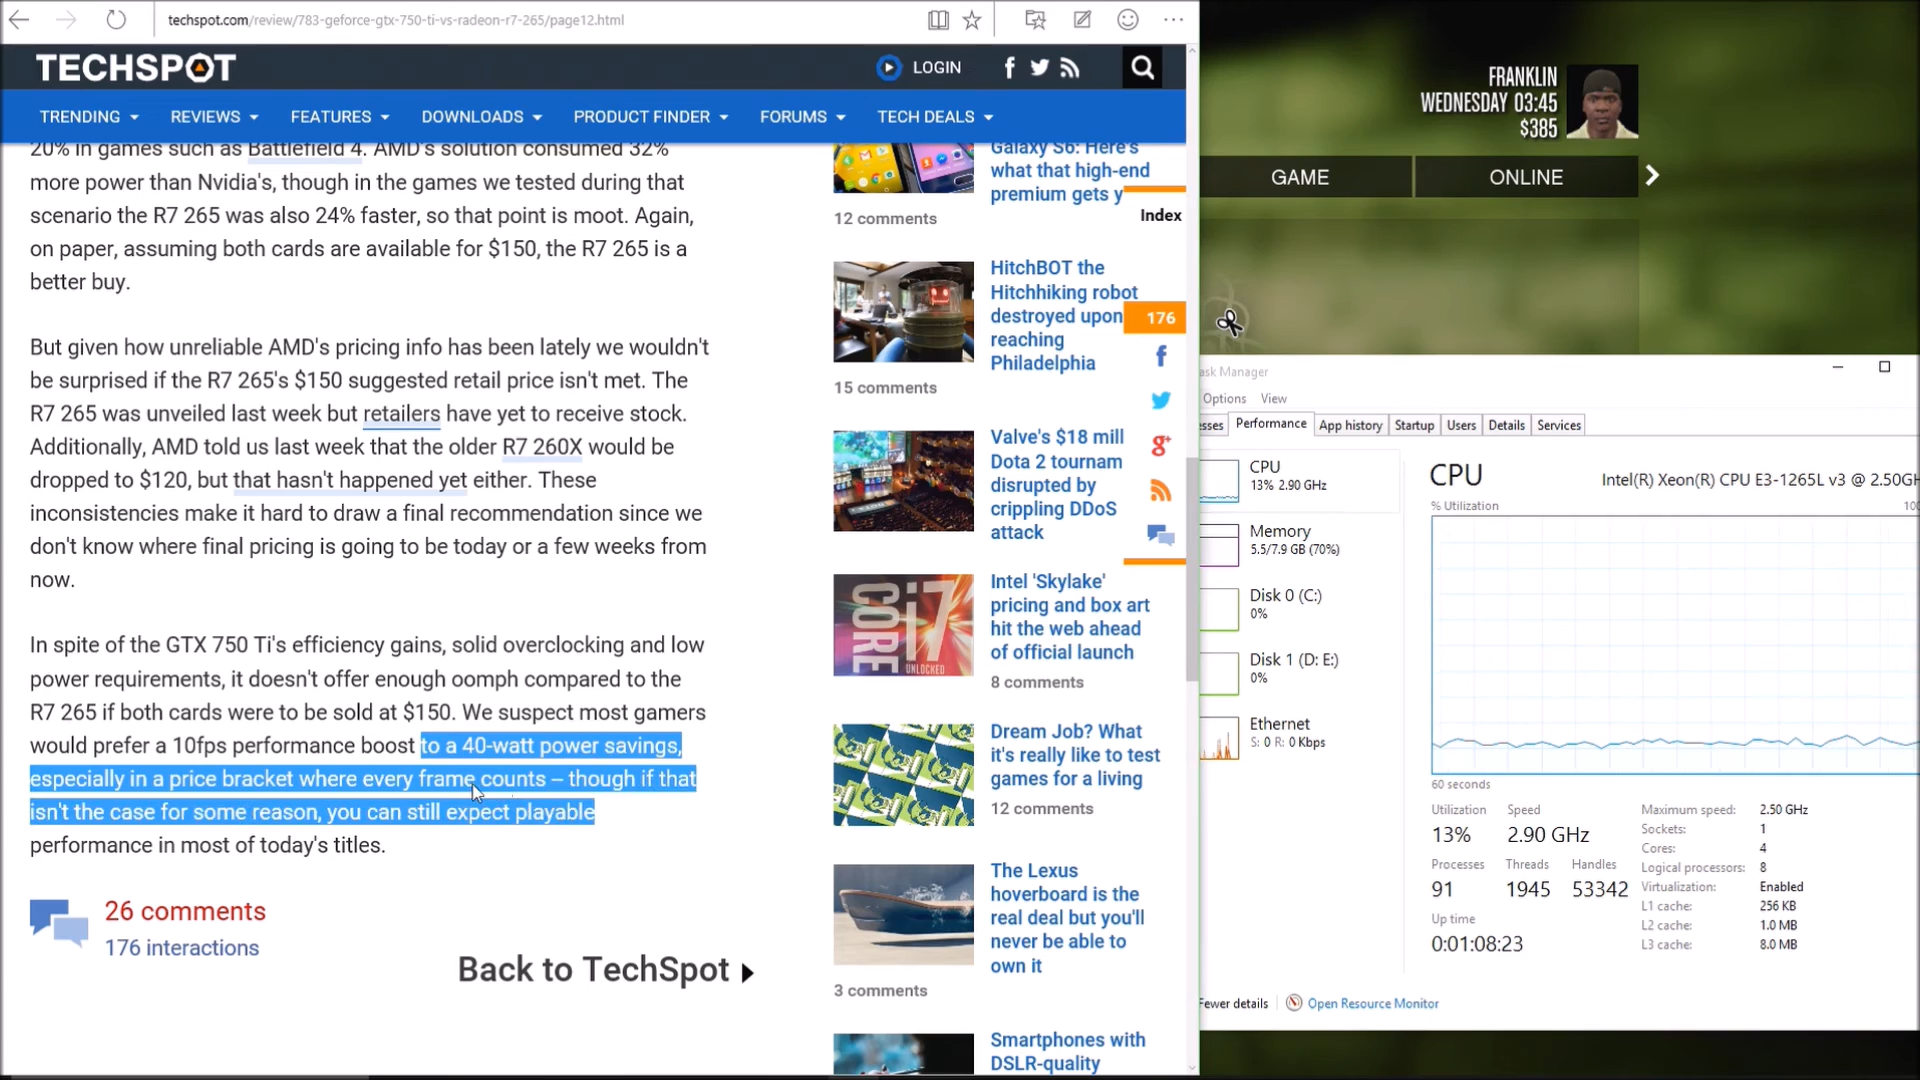 techspot.com/review/783-geforce-gtx-750-ti-vs-radeon-r7-265/page12.html
TECHSPOT
LOGIN
TRENDING
REVIEWS
FEATURES
DOWNLOADS
PRODUCT FINDER
FORUMS
TECH DEALS
20% in games such as Battlefield 4. AMD's solution consumed 32%
more power than Nvidia's, though in the games we tested during that
scenario the R7 265 was also 24% faster, so that point is moot. Again,
on paper, assuming both cards are available for $150, the R7 265 is a
better buy.
But given how unreliable AMD's pricing info has been lately we wouldn't
be surprised if the R7 265's $150 suggested retail price isn't met. The
R7 265 was unveiled last week but retailers have yet to receive stock.
Additionally, AMD told us last week that the older R7 260X would be
dropped to $120, but that hasn't happened yet either. These
inconsistencies make it hard to draw a final recommendation since we
don't know where final pricing is going to be today or a few weeks from
now.
In spite of the GTX 750 Ti's efficiency gains, solid overclocking and low
power requirements, it doesn't offer enough oomph compared to the
R7 265 if both cards were to be sold at $150. We suspect most gamers
would prefer a 10fps performance boost to a 40-watt power savings,
especially in a price bracket where every frame counts – though if that
isn't the case for some reason, you can still expect playable
performance in most of today's titles.
26 comments
176 interactions
Back to TechSpot
Galaxy S6: Here's
what that high-end
premium gets y
12 comments
HitchBOT the
Hitchhiking robot
destroyed upon
reaching
Philadelphia
15 comments
Valve's $18 mill
Dota 2 tournam
disrupted by
crippling DDoS
attack
CORE
i7
UNLOCKED
Intel 'Skylake'
pricing and box art
hit the web ahead
of official launch
8 comments
Dream Job? What
it's really like to test
games for a living
12 comments
The Lexus
hoverboard is the
real deal but you'll
never be able to
own it
3 comments
Smartphones with
DSLR-quality
Index
176
FRANKLIN
WEDNESDAY 03:45
$385
GAME
ONLINE
ask Manager
Options
View
esses
Performance
App history
Startup
Users
Details
Services
CPU
13% 2.90 GHz
Memory
5.5/7.9 GB (70%)
Disk 0 (C:)
0%
Disk 1 (D: E:)
0%
Ethernet
S: 0 R: 0 Kbps
CPU
Intel(R) Xeon(R) CPU E3-1265L v3 @ 2.50GH
% Utilization
100
60 seconds
Utilization
13%
Speed
2.90 GHz
Processes
91
Threads
1945
Handles
53342
Up time
0:01:08:23
Maximum speed: 2.50 GHz
Sockets: 1
Cores: 4
Logical processors: 8
Virtualization: Enabled
L1 cache: 256 KB
L2 cache: 1.0 MB
L3 cache: 8.0 MB
Fewer details
Open Resource Monitor